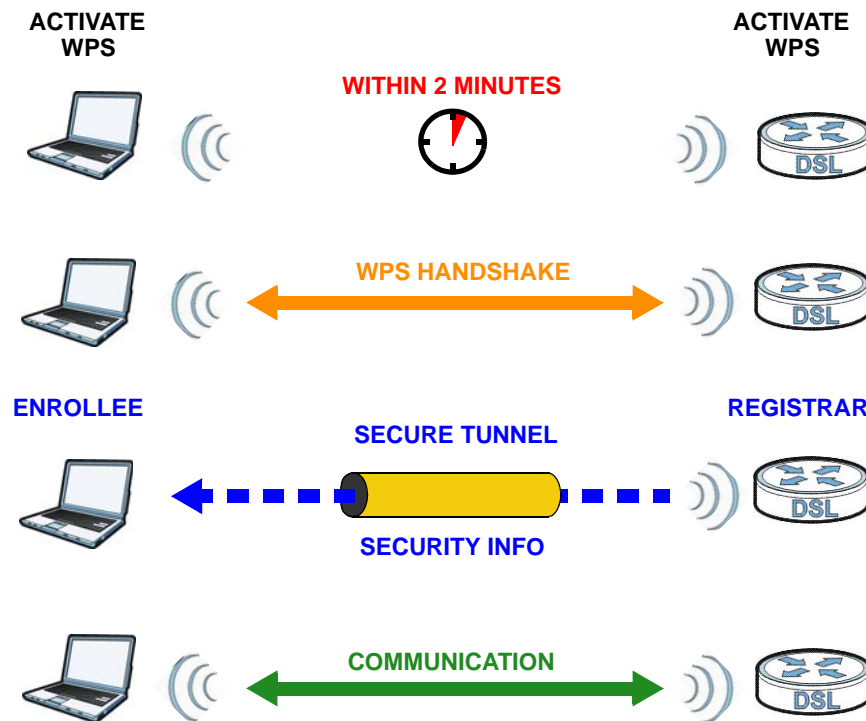 ACTIVATE
WPS
ACTIVATE
WPS
WITHIN 2 MINUTES
DSL
WPS HANDSHAKE
DSL
ENROLLEE
REGISTRAR
SECURE TUNNEL
DSL
SECURITY INFO
COMMUNICATION
DSL